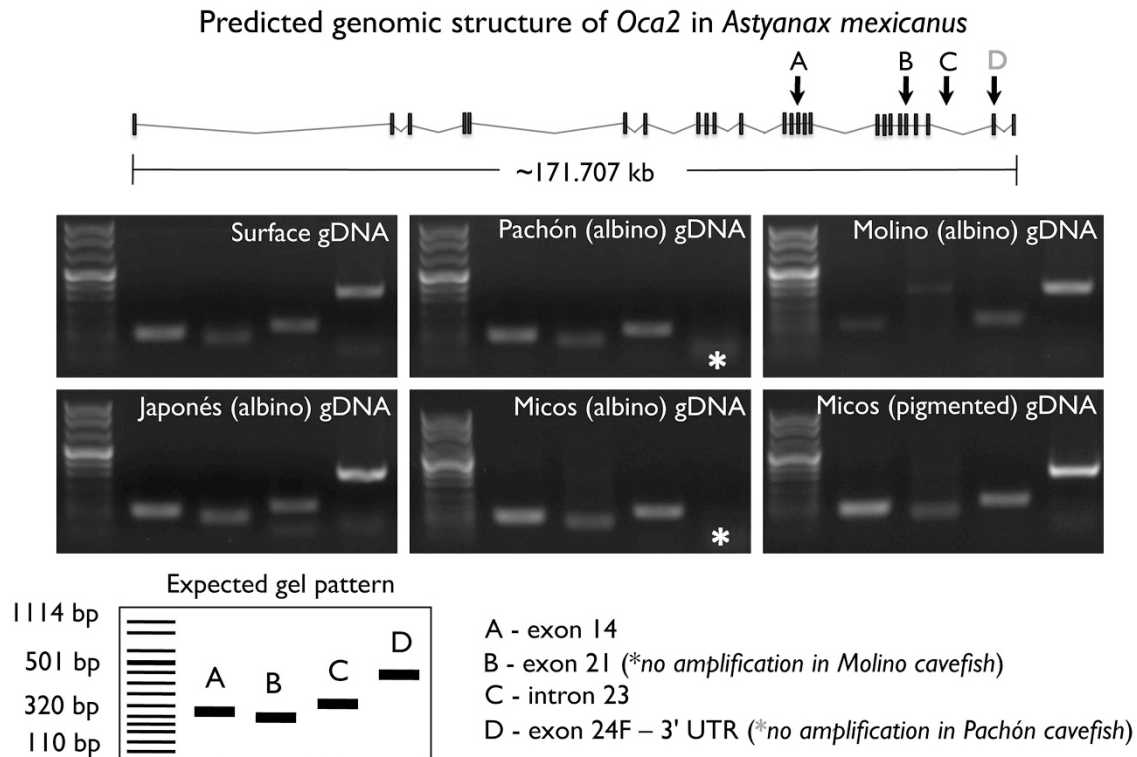 Predicted genomic structure of Oca2 in Astyanax mexicanus
A B C D
~171.707 kb
Surface gDNA
Pachón (albino) gDNA
*
Molino (albino) gDNA
Japonés (albino) gDNA
Micos (albino) gDNA
*
Micos (pigmented) gDNA
Expected gel pattern
1114 bp
501 bp
320 bp
110 bp
A B C D
A - exon 14
B - exon 21 (*no amplification in Molino cavefish)
C - intron 23
D - exon 24F – 3' UTR (*no amplification in Pachón cavefish)